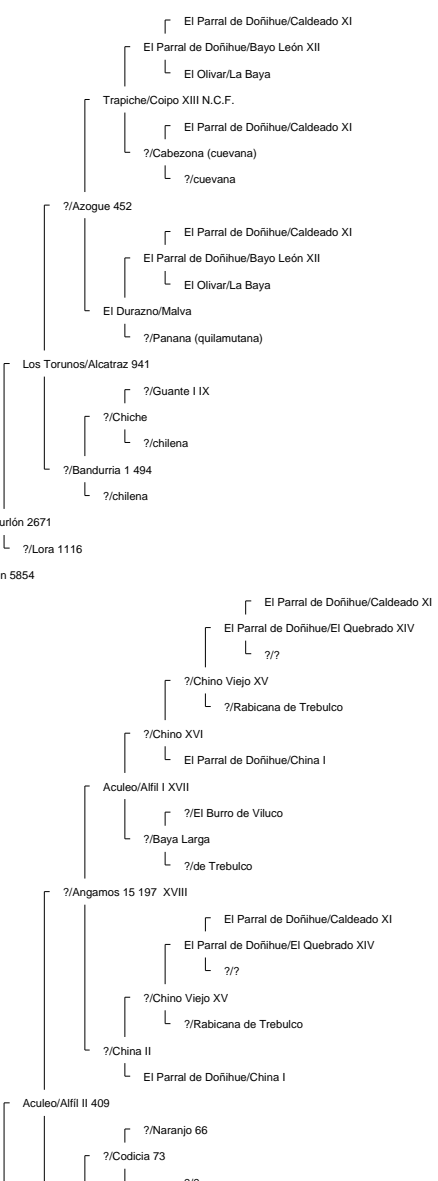 El Parral de Doñihue/Caldeado XI
El Parral de Doñihue/Bayo León XII
El Olivar/La Baya
Trapiche/Coipo XIII N.C.F.
El Parral de Doñihue/Caldeado XI
?/Cabezona (cuevana)
?/cuevana
?/Azogue 452
El Parral de Doñihue/Caldeado XI
El Parral de Doñihue/Bayo León XII
El Olivar/La Baya
El Durazno/Malva
?/Panana (quilamutana)
Los Torunos/Alcatraz 941
?/Guante I IX
?/Chiche
?/chilena
?/Bandurria 1 494
?/chilena
urlón 2671
?/Lora 1116
n 5854
El Parral de Doñihue/Caldeado XI
El Parral de Doñihue/El Quebrado XIV
?/?
?/Chino Viejo XV
?/Rabicana de Trebulco
?/Chino XVI
El Parral de Doñihue/China I
Aculeo/Alfil I XVII
?/El Burro de Viluco
?/Baya Larga
?/de Trebulco
?/Angamos 15 197 XVIII
El Parral de Doñihue/Caldeado XI
El Parral de Doñihue/El Quebrado XIV
?/?
?/Chino Viejo XV
?/Rabicana de Trebulco
?/China II
El Parral de Doñihue/China I
Aculeo/Alfíl II 409
?/Naranjo 66
?/Codicia 73